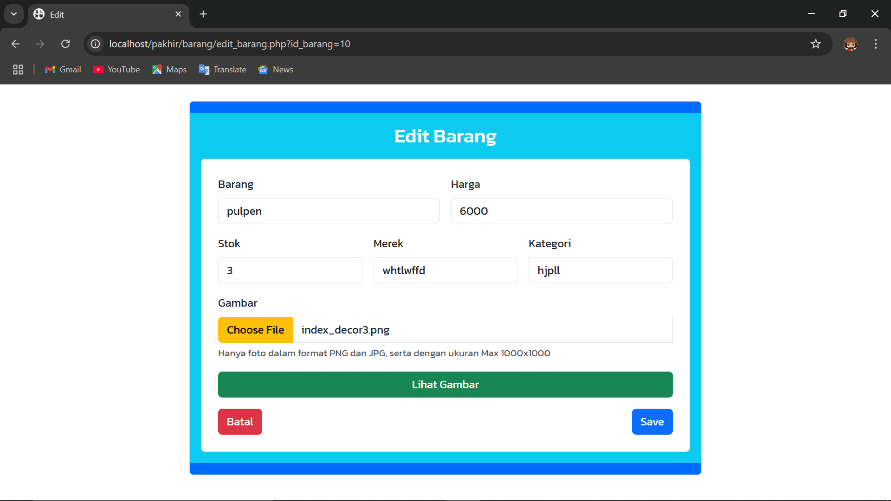 Edit
localhost/pakhir/barang/edit_barang.php?id_barang=10
Gmail YouTube Maps Translate News
Edit Barang
Barang Harga
pulpen 6000
Stok Merek Kategori
3 whtlwffd hjpll
Gambar
Choose File index_decor3.png
Hanya foto dalam format PNG dan JPG, serta dengan ukuran Max 1000x1000
Lihat Gambar
Batal Save